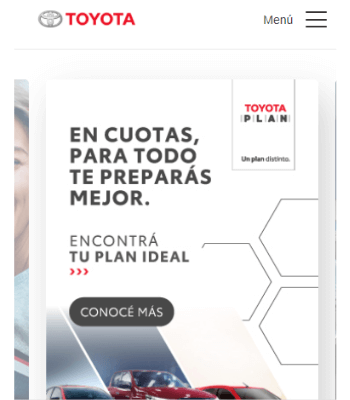 TOYOTA
Menú
TOYOTA
PLAN
Un plan distinto.
EN CUOTAS,
PARA TODO
TE PREPARÁS
MEJOR.
ENCONTRÁ
TU PLAN IDEAL
>>>
CONOCÉ MÁS